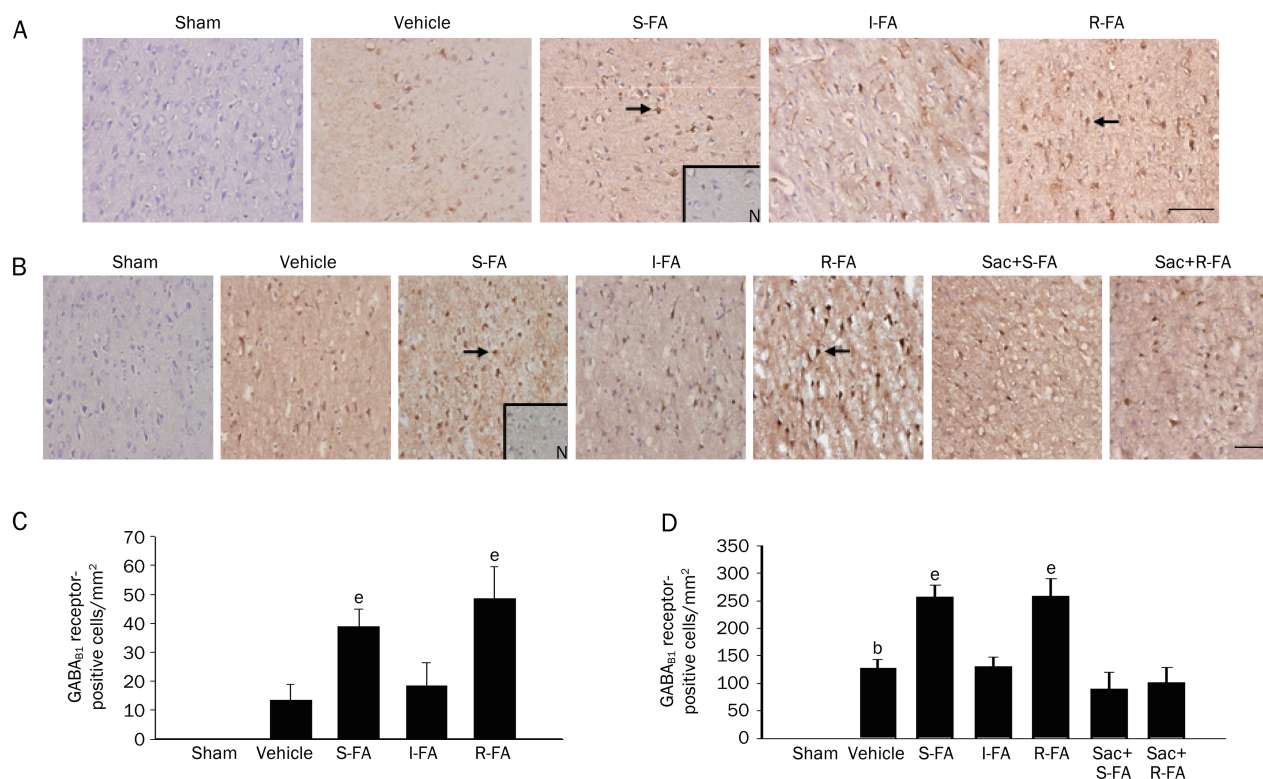 A
Sham Vehicle S-FA I-FA R-FA
N
B
Sham Vehicle S-FA I-FA R-FA Sac+S-FA Sac+R-FA
N
C
GABAB1 receptor-
positive cells/mm2
70
60
50
40
30
20
10
0
e
e
Sham Vehicle S-FA I-FA R-FA
D
GABAB1 receptor-
positive cells/mm2
350
300
250
200
150
100
50
0
b
e
e
Sham Vehicle S-FA I-FA R-FA Sac+ Sac+
S-FA R-FA